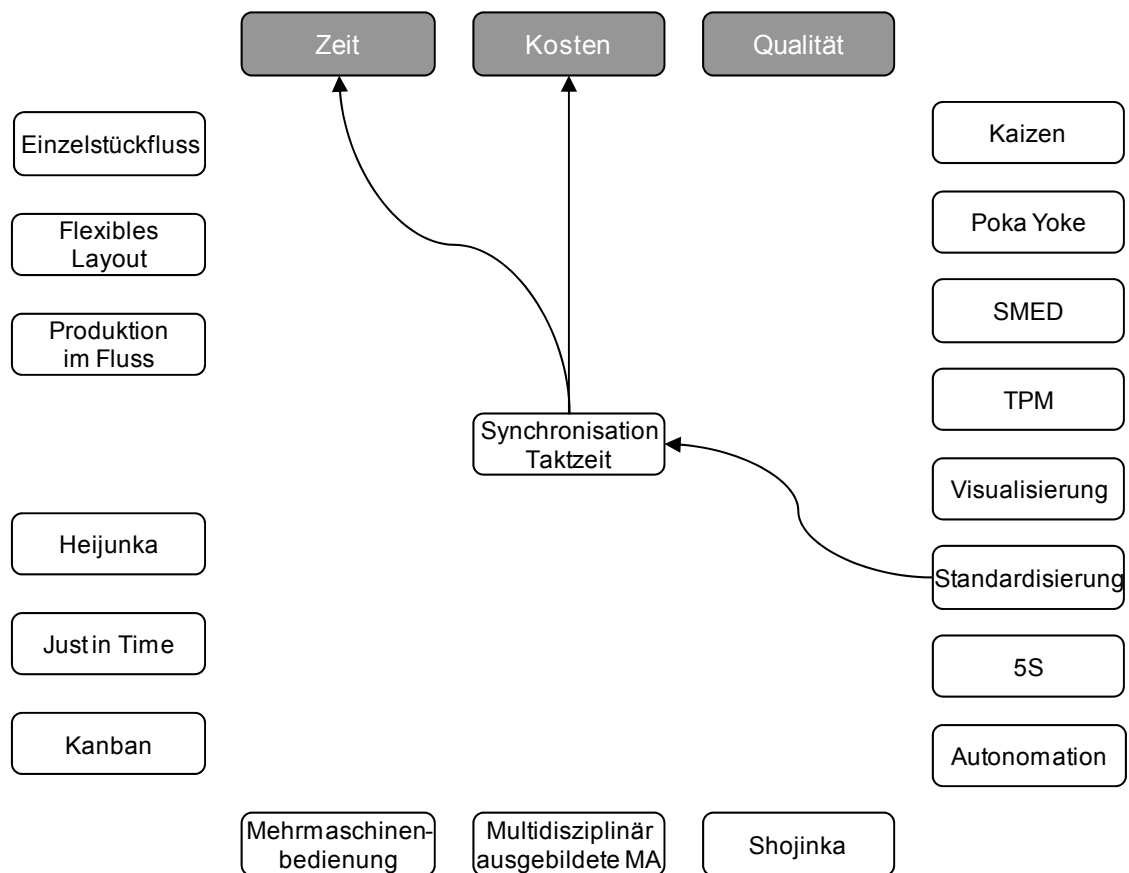 Zeit
Kosten
Qualität
Einzelstückfluss
Kaizen
Flexibles
Layout
Poka Yoke
Produktion
im Fluss
SMED
TPM
Synchronisation
Taktzeit
Visualisierung
Heijunka
Standardisierung
Just in Time
5S
Kanban
Autonomation
Mehrmaschinen-
bedienung
Multidisziplinär
ausgebildete MA
Shojinka